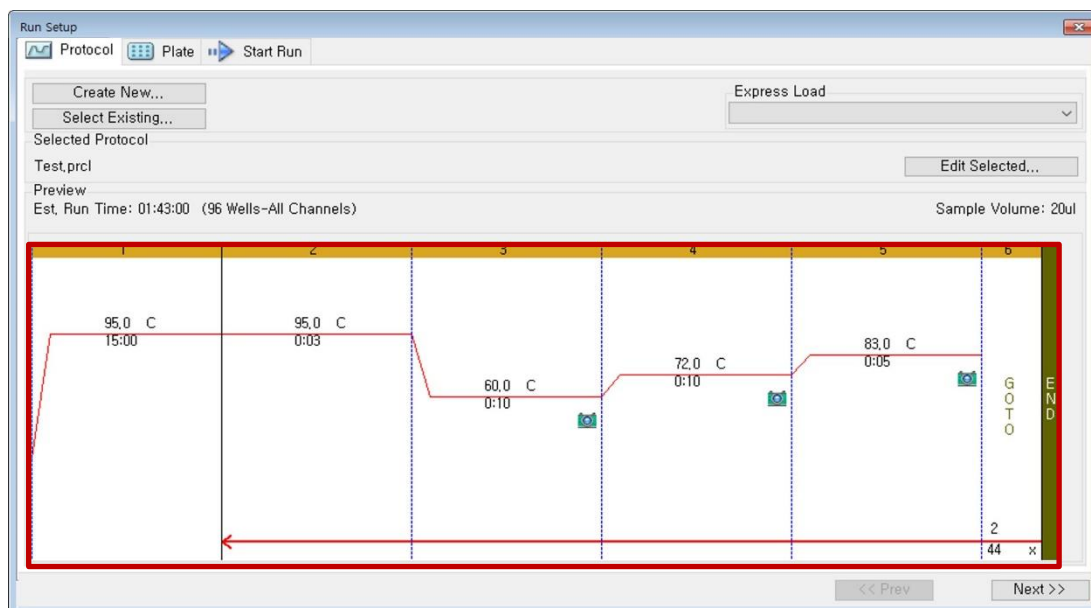 Run Setup
Protocol Plate Start Run
Create New...
Express Load
Select Existing...
Selected Protocol
Test.prcl
Edit Selected...
Preview
Est. Run Time: 01:43:00 (96 Wells-All Channels)
Sample Volume: 20ul
1 2 3 4 5 6
95.0 C
15:00
95.0 C
0:03
60.0 C
0:10
72.0 C
0:10
83.0 C
0:05
GOTO
END
2
44 x
<< Prev
Next >>